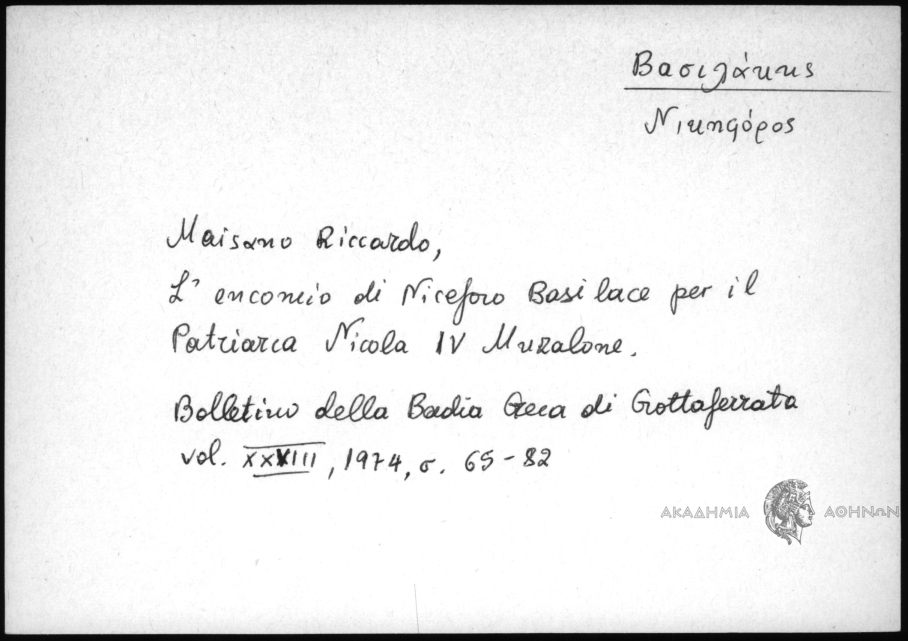 Βασιλάκης
Νικηφόρος
Maisano Riccardo,
L' encomio di Niceforo Basilace per il
Patriarca Nicola IV Muzalone.
Bolletino della Badia Greca di Grottaferrata
vol. XXVIII, 1974, σ. 65-82
ΑΚΑΔΗΜΙΑ ΑΘΗΝΩΝ